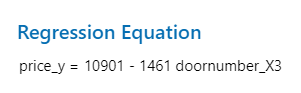 Regression Equation
price_y = 10901 - 1461 doornumber_X3